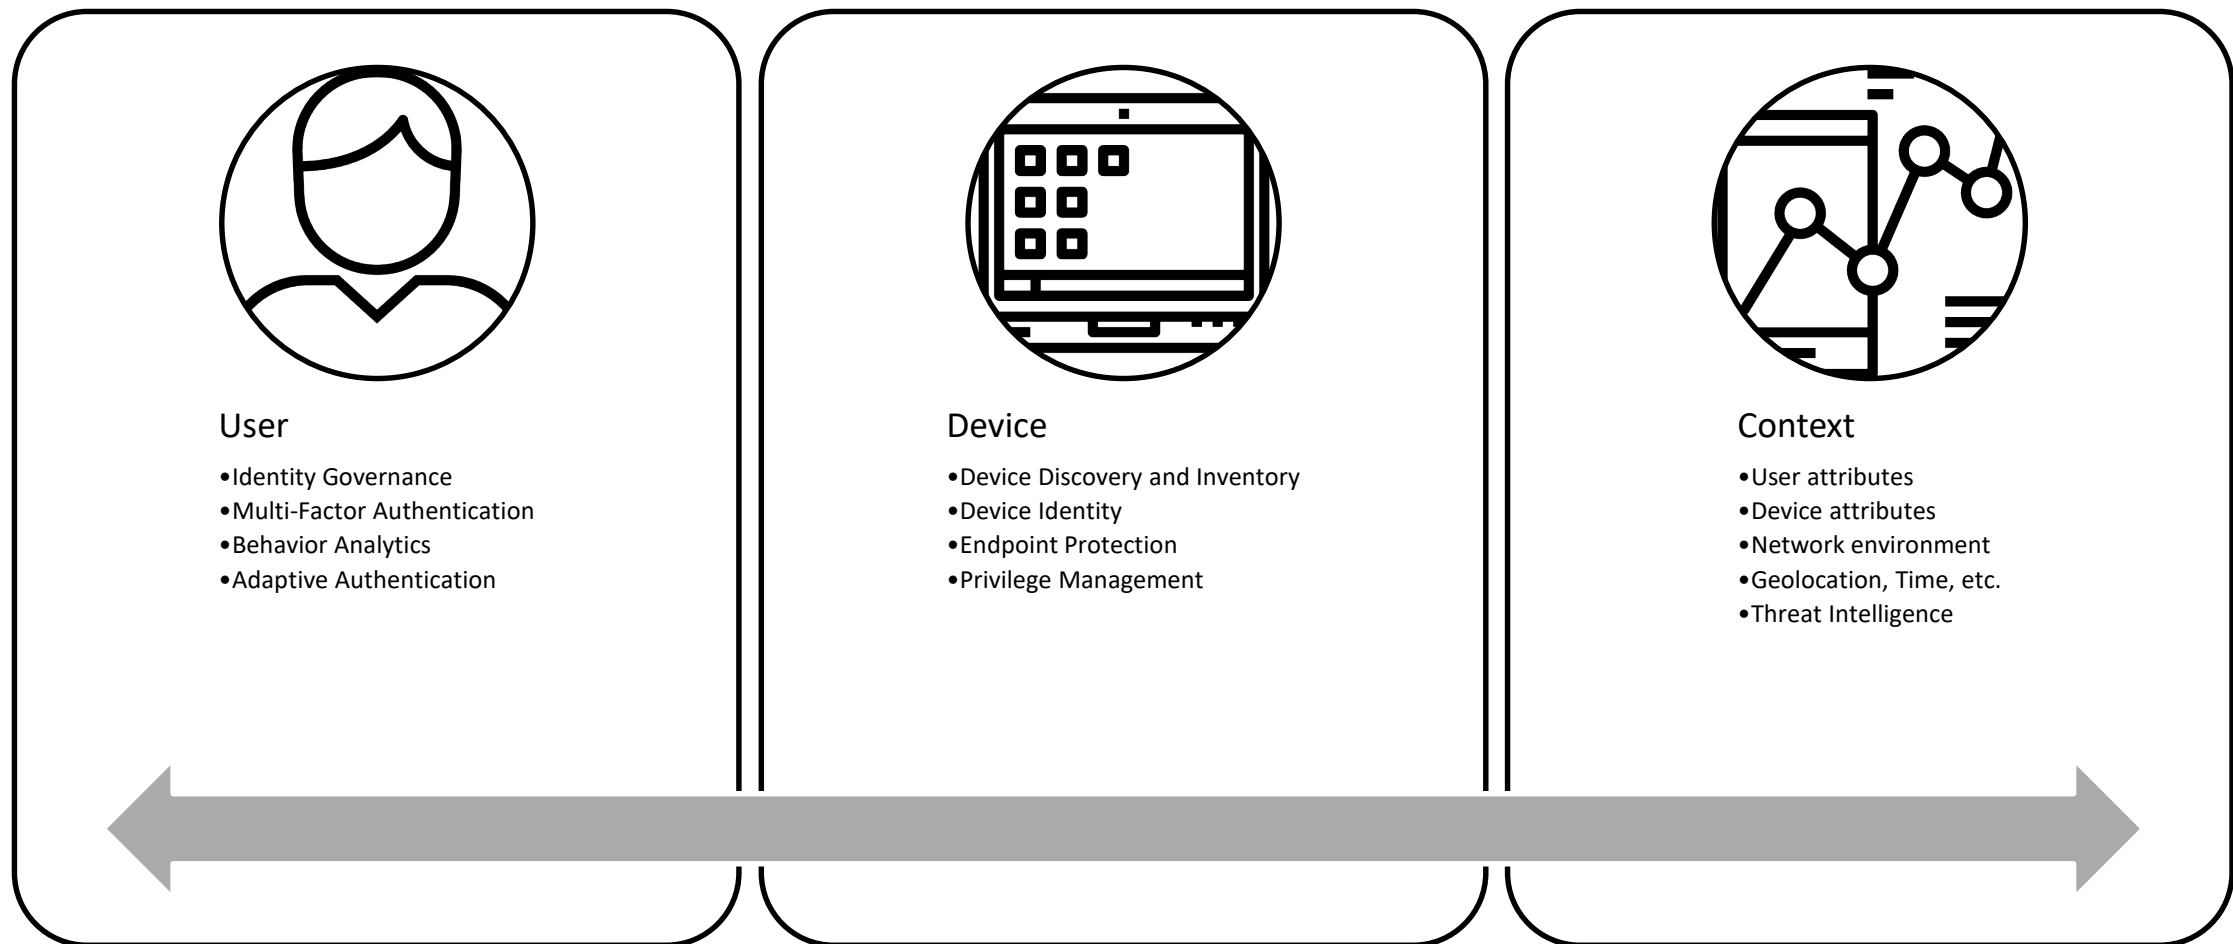 User
•Identity Governance
•Multi-Factor Authentication
•Behavior Analytics
•Adaptive Authentication
Device
•Device Discovery and Inventory
•Device Identity
•Endpoint Protection
•Privilege Management
Context
•User attributes
•Device attributes
•Network environment
•Geolocation, Time, etc.
•Threat Intelligence